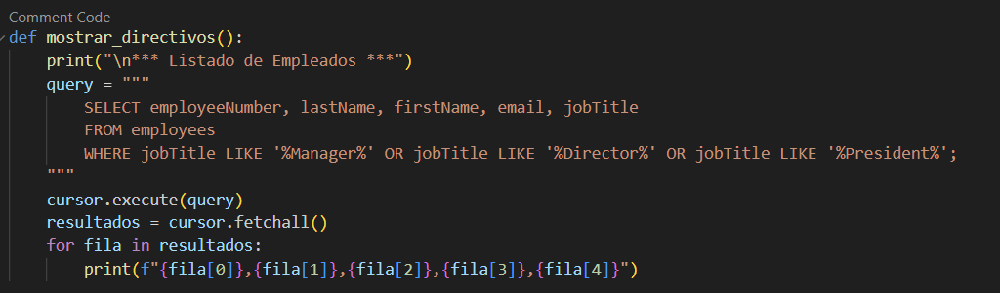 Comment Code
def mostrar_directivos():
    print("\n*** Listado de Empleados ***")
    query = """
        SELECT employeeNumber, lastName, firstName, email, jobTitle
        FROM employees
        WHERE jobTitle LIKE '%Manager%' OR jobTitle LIKE '%Director%' OR jobTitle LIKE '%President%';
    """
    cursor.execute(query)
    resultados = cursor.fetchall()
    for fila in resultados:
        print(f"{fila[0]},{fila[1]},{fila[2]},{fila[3]},{fila[4]}")